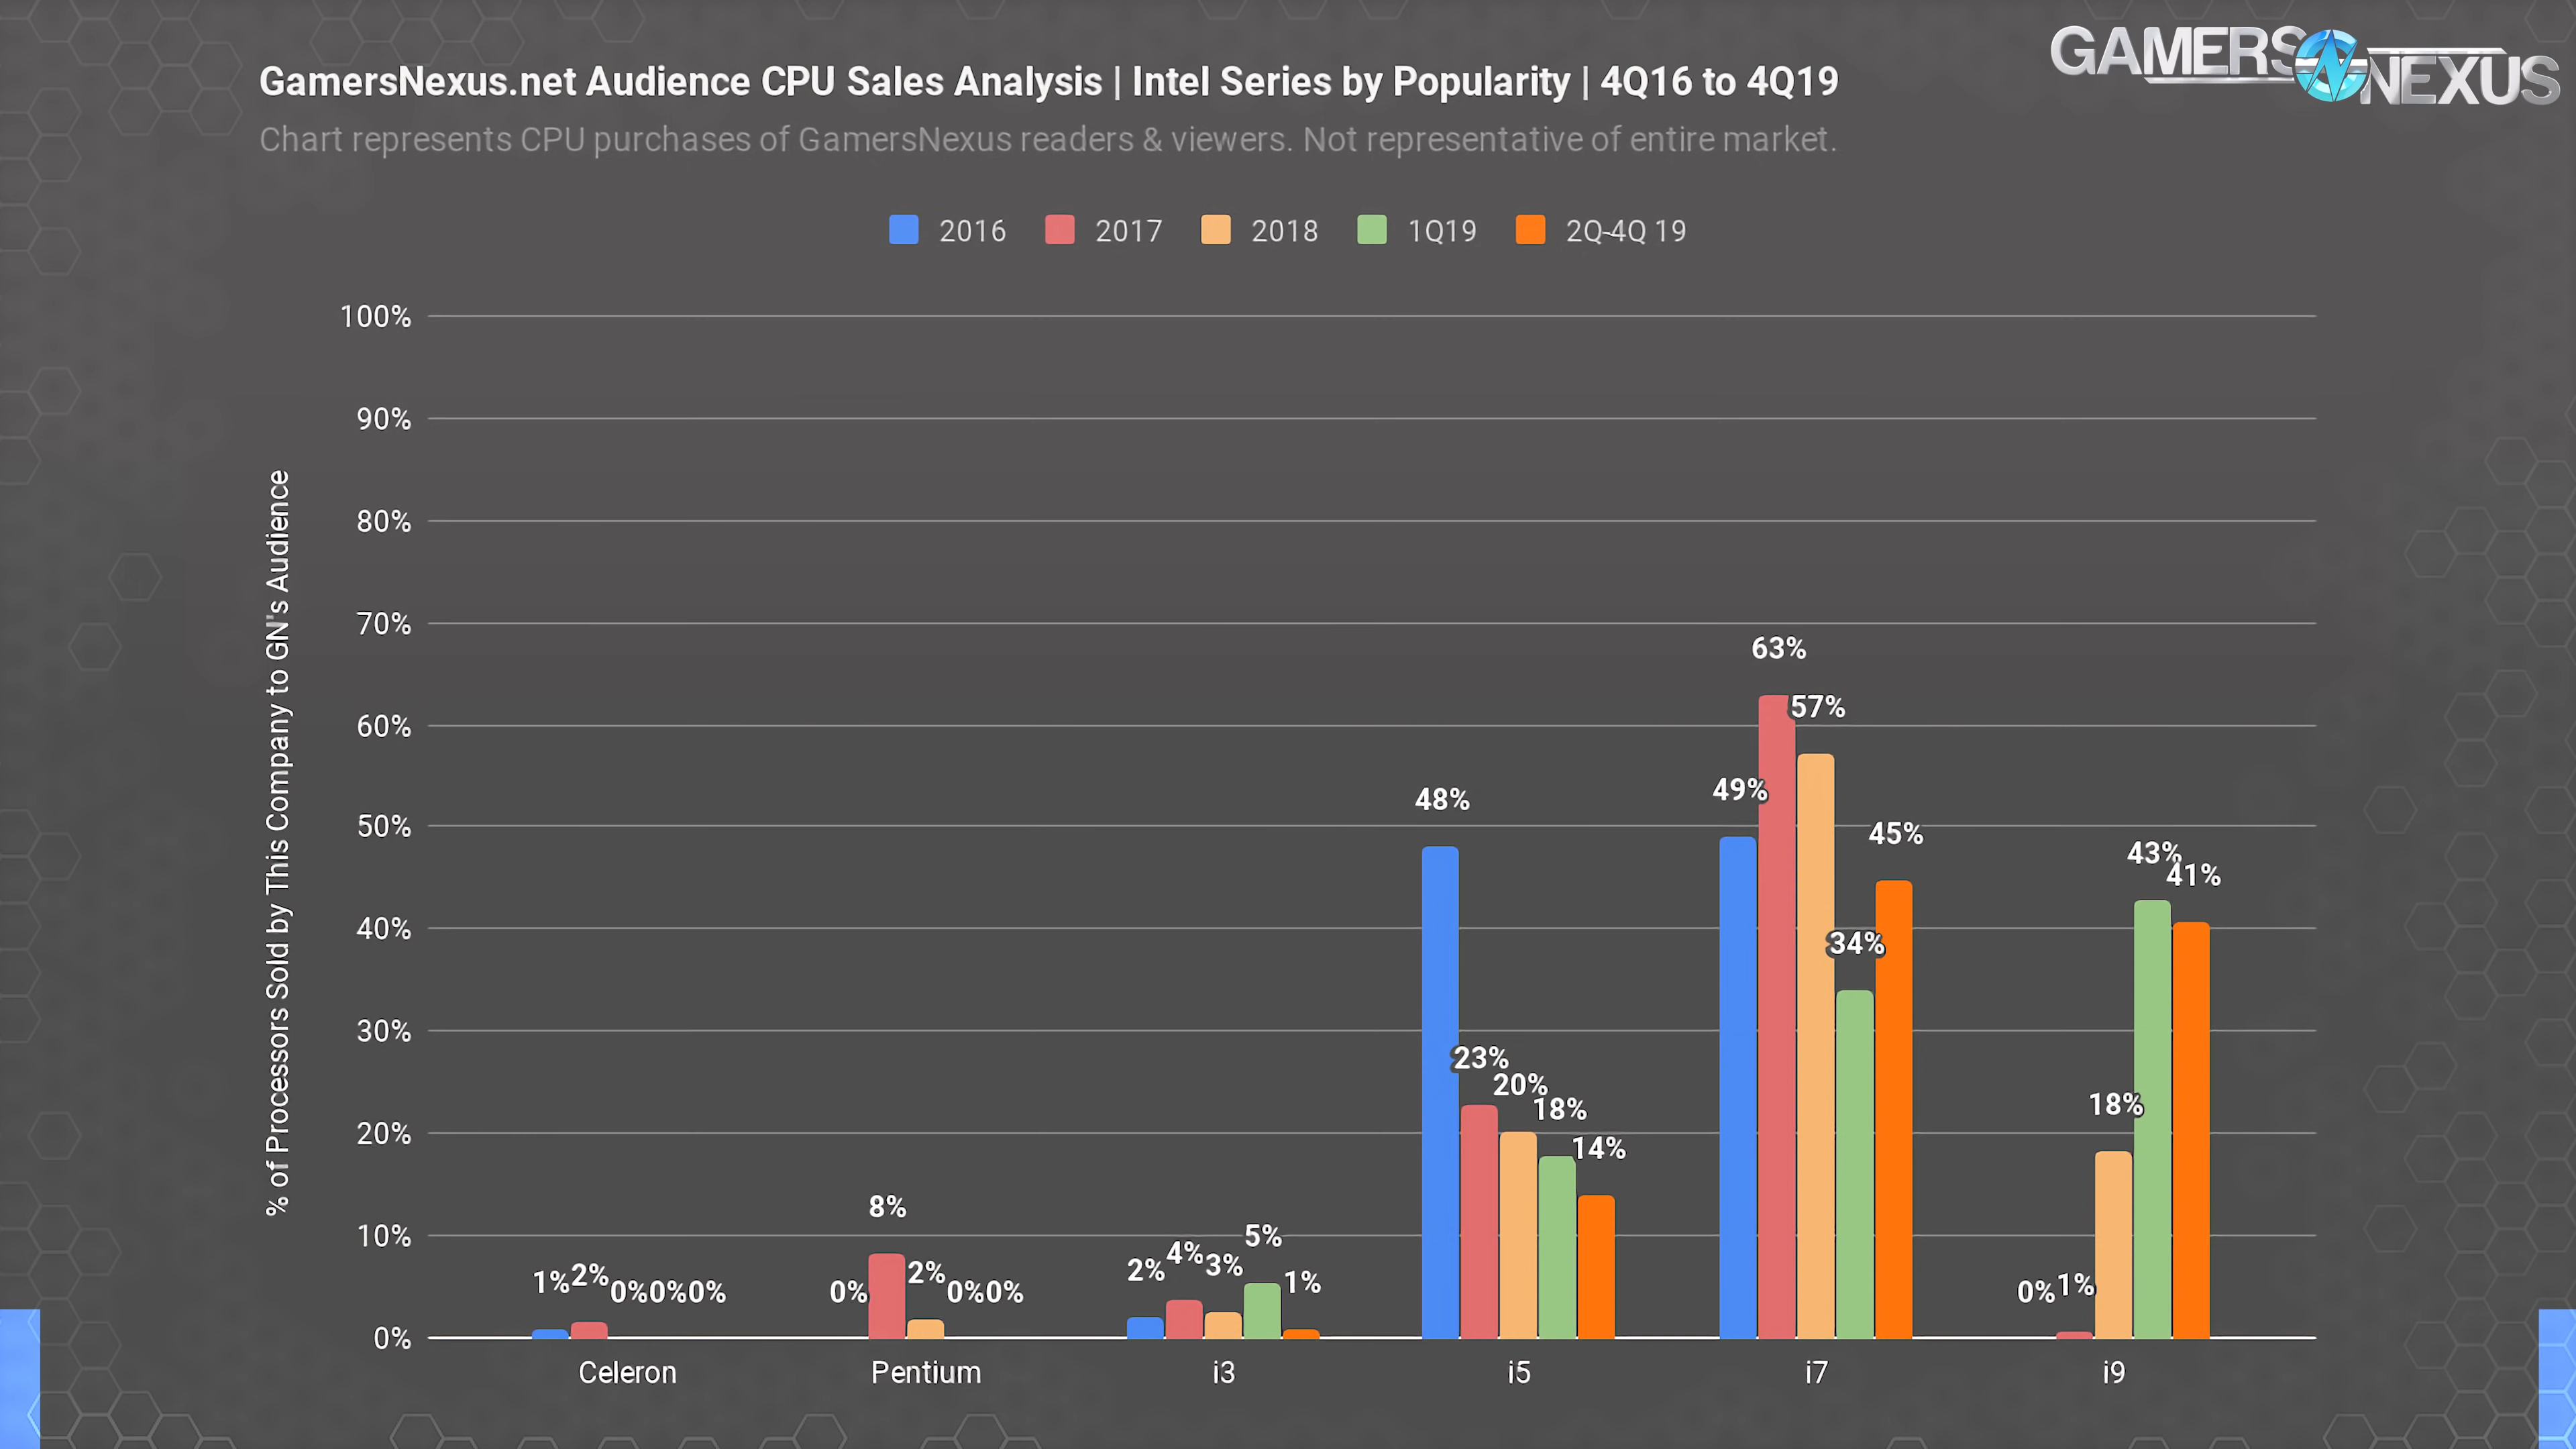 GAMERS NEXUS
GamersNexus.net Audience CPU Sales Analysis | Intel Series by Popularity | 4Q16 to 4Q19
Chart represents CPU purchases of GamersNexus readers & viewers. Not representative of entire market.
2016 2017 2018 1Q19 2Q-4Q 19
% of Processors Sold by This Company to GN's Audience
100%
90%
80%
70%
60%
50%
40%
30%
20%
10%
0%
1% 2% 0% 0% 0%
0% 8% 2% 0% 0%
2% 4% 3% 5% 1%
48% 23% 20% 18% 14%
49% 63% 57% 34% 45%
0% 1% 18% 43% 41%
Celeron Pentium i3 i5 i7 i9